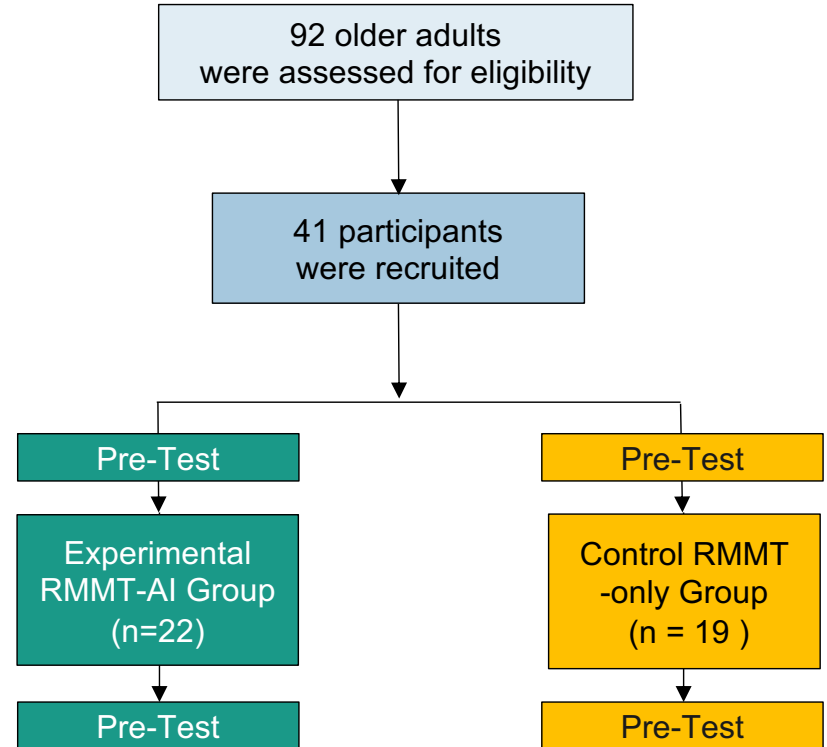 92 older adults
were assessed for eligibility
41 participants
were recruited
Pre-Test
Pre-Test
Experimental
RMMT-AI Group
(n=22)
Control RMMT
-only Group
(n = 19 )
Pre-Test
Pre-Test